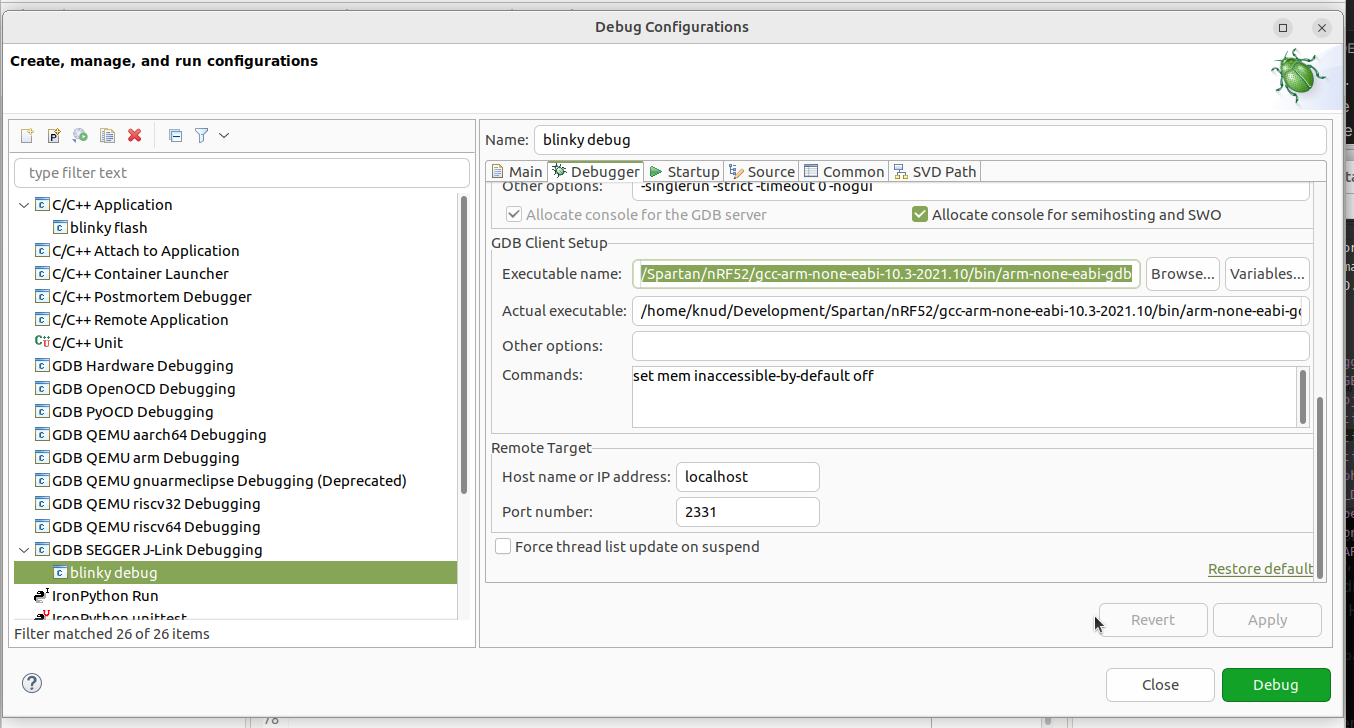 Debug Configurations
Create, manage, and run configurations
type filter text
C/C++ Application
blinky flash
C/C++ Attach to Application
C/C++ Container Launcher
C/C++ Postmortem Debugger
C/C++ Remote Application
C/C++ Unit
GDB Hardware Debugging
GDB OpenOCD Debugging
GDB PyOCD Debugging
GDB QEMU aarch64 Debugging
GDB QEMU arm Debugging
GDB QEMU gnuarmeclipse Debugging (Deprecated)
GDB QEMU riscv32 Debugging
GDB QEMU riscv64 Debugging
GDB SEGGER J-Link Debugging
blinky debug
IronPython Run
IronPython unittest
Filter matched 26 of 26 items
Name: blinky debug
Main Debugger Startup Source Common SVD Path
Other options: -singlerun -strict -timeout 0 -nogui
Allocate console for the GDB server Allocate console for semihosting and SWO
GDB Client Setup
Executable name: /Spartan/nRF52/gcc-arm-none-eabi-10.3-2021.10/bin/arm-none-eabi-gdb Browse... Variables...
Actual executable: /home/knud/Development/Spartan/nRF52/gcc-arm-none-eabi-10.3-2021.10/bin/arm-none-eabi-gd
Other options:
Commands: set mem inaccessible-by-default off
Remote Target
Host name or IP address: localhost
Port number: 2331
Force thread list update on suspend
Restore default
Revert Apply
? Close Debug
78